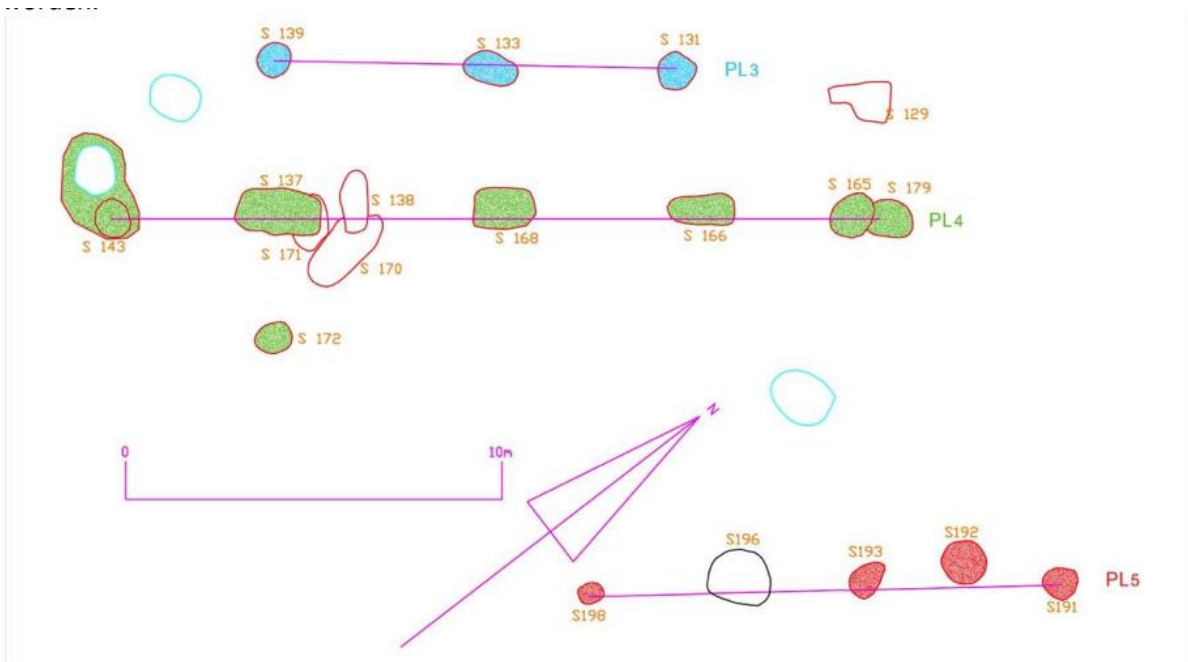 S 139
S 133
S 131
PL3
S 129
S 137
S 138
S 165
S 179
PL4
S 143
S 171
S 168
S 166
S 170
S 172
N
0
10m
S196
S193
S192
PL5
S198
S191